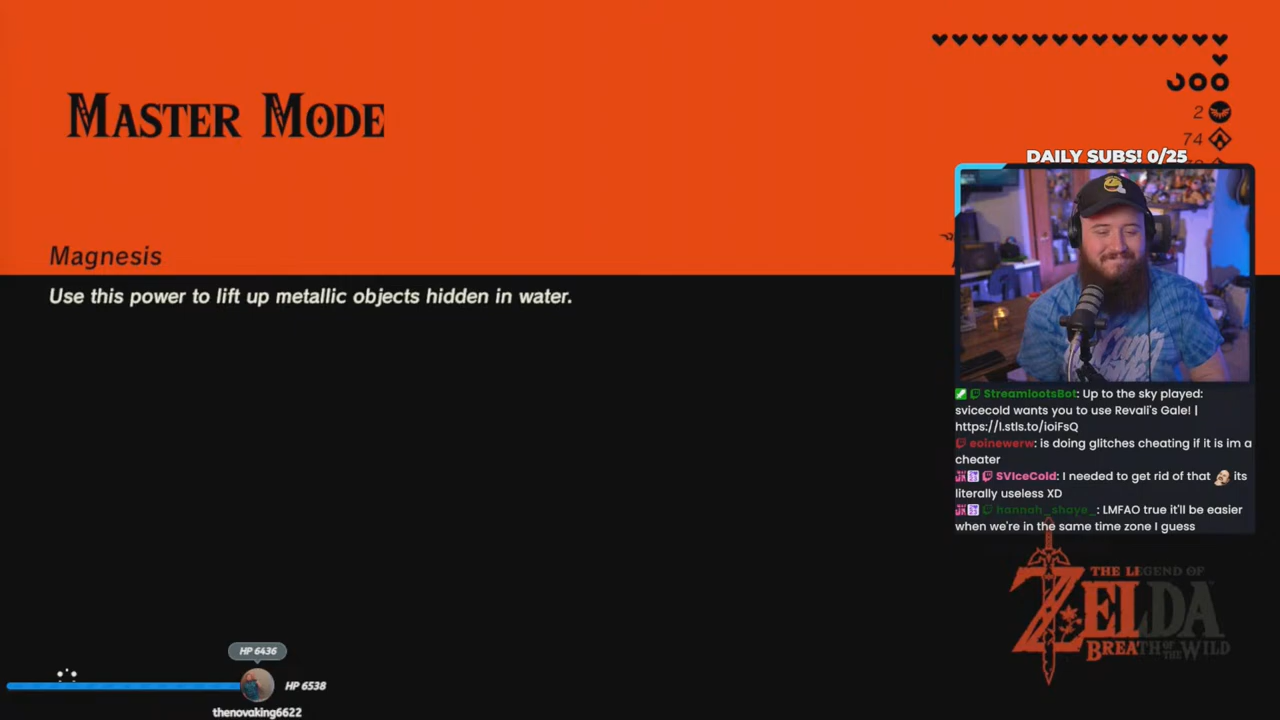 MASTER MODE
2
74
DAILY SUBS! 0/25
Magnesis
Use this power to lift up metallic objects hidden in water.
StreamlootsBot: Up to the sky played:
svicecold wants you to use Revali's Gale! |
https://l.stls.to/ioiFsQ
eoinewerw: is doing glitches cheating if it is im a
cheater
SVIceCold: I needed to get rid of that its
literally useless XD
hannah_shaye_: LMFAO true it'll be easier
when we're in the same time zone I guess
THE LEGEND OF
ZELDA
BREATH OF THE WILD
HP 6436
HP 6538
thenovaking6622